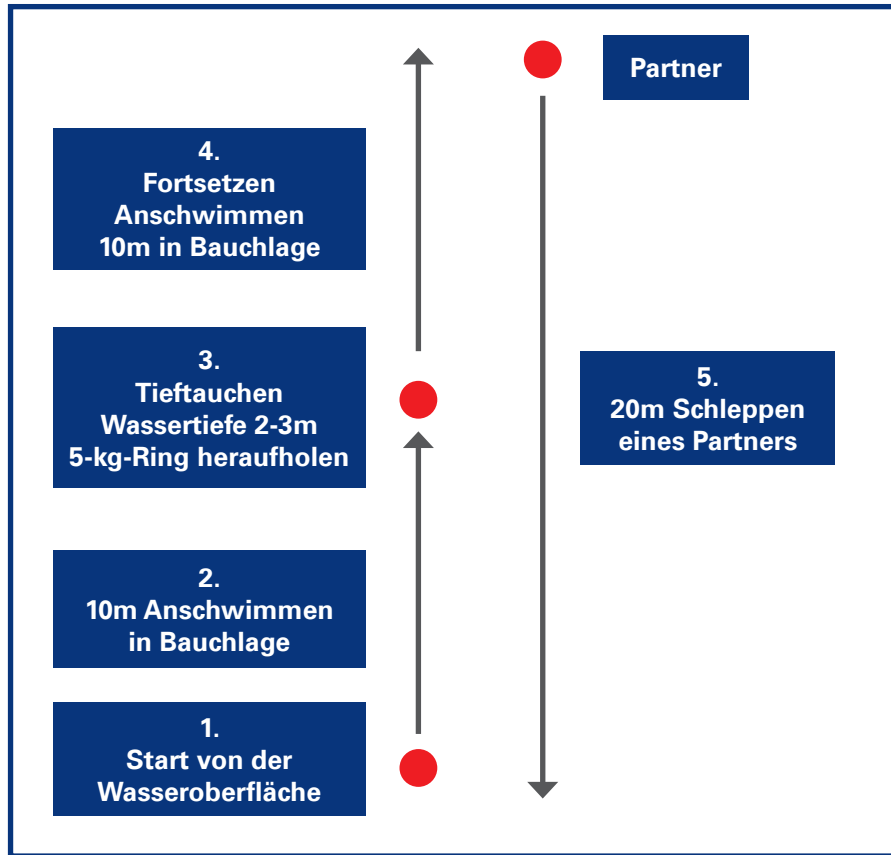 Partner
4.
Fortsetzen
Anschwimmen
10m in Bauchlage
3.
Tieftauchen
Wassertiefe 2-3m
5-kg-Ring heraufholen
5.
20m Schleppen
eines Partners
2.
10m Anschwimmen
in Bauchlage
1.
Start von der
Wasseroberfläche